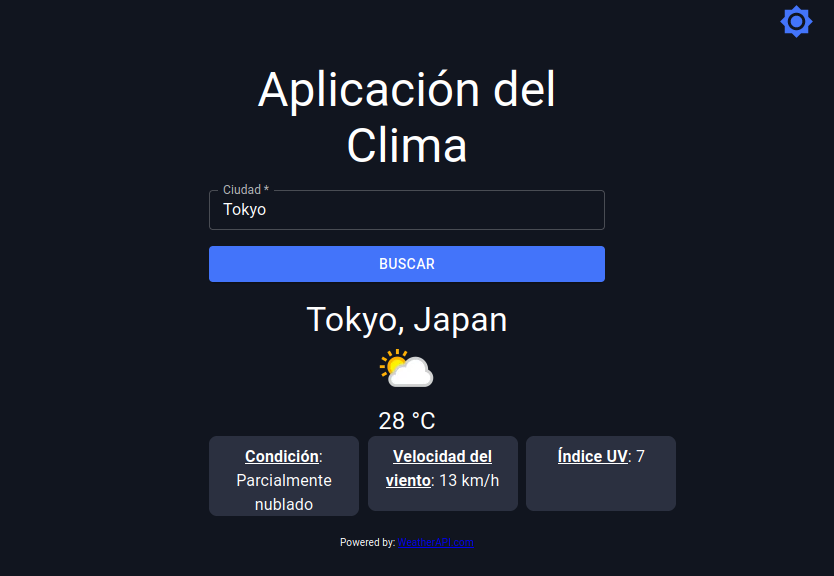 Aplicación del
Clima
Ciudad *
Tokyo
BUSCAR
Tokyo, Japan
28 °C
Condición:
Parcialmente
nublado
Velocidad del
viento: 13 km/h
Índice UV: 7
Powered by: WeatherAPI.com